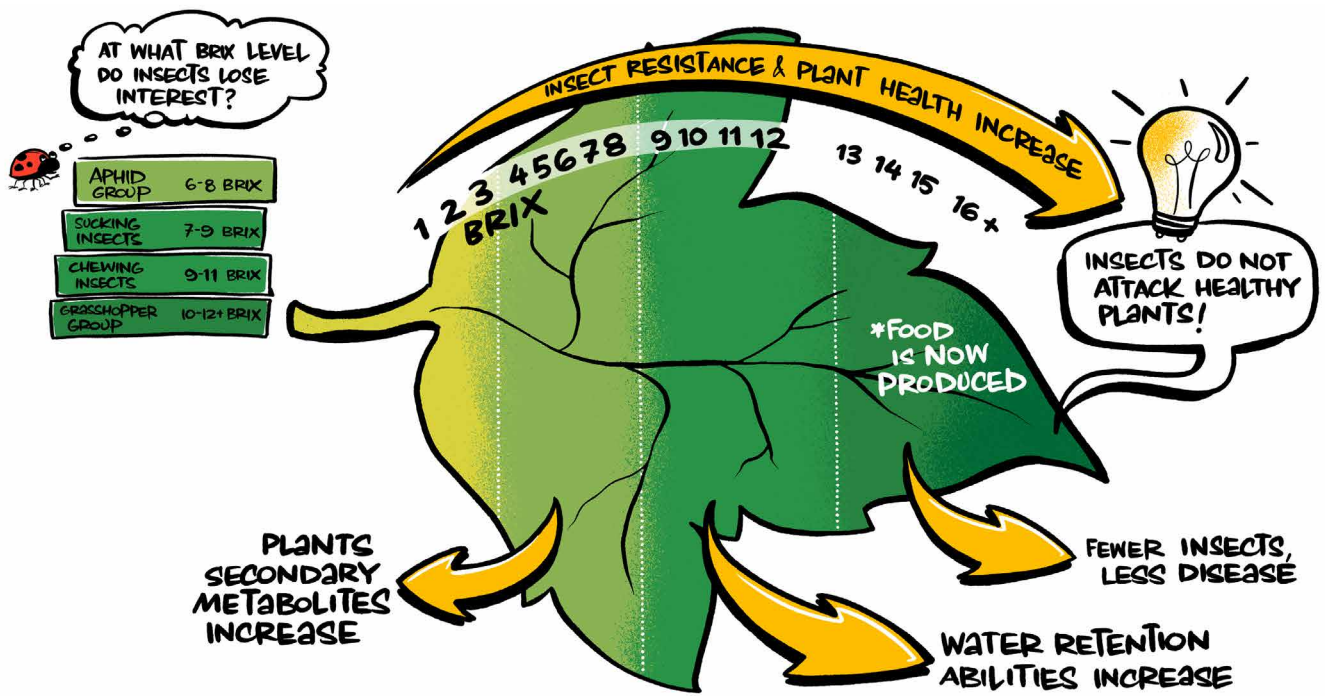 AT WHAT BRIX LEVEL
DO INSECTS LOSE
INTEREST?
APHID
GROUP
6-8 BRIX
SUCKING
INSECTS
7-9 BRIX
CHEWING
INSECTS
9-11 BRIX
GRASSHOPPER
GROUP
10-12+ BRIX
INSECT RESISTANCE & PLANT HEALTH INCREASE
1 2 3 4 5 6 7 8 9 10 11 12 13 14 15 16+
BRIX
INSECTS DO NOT
ATTACK HEALTHY
PLANTS!
*FOOD
IS NOW
PRODUCED
PLANTS
SECONDARY
METABOLITES
INCREASE
WATER RETENTION
ABILITIES INCREASE
FEWER INSECTS,
LESS DISEASE